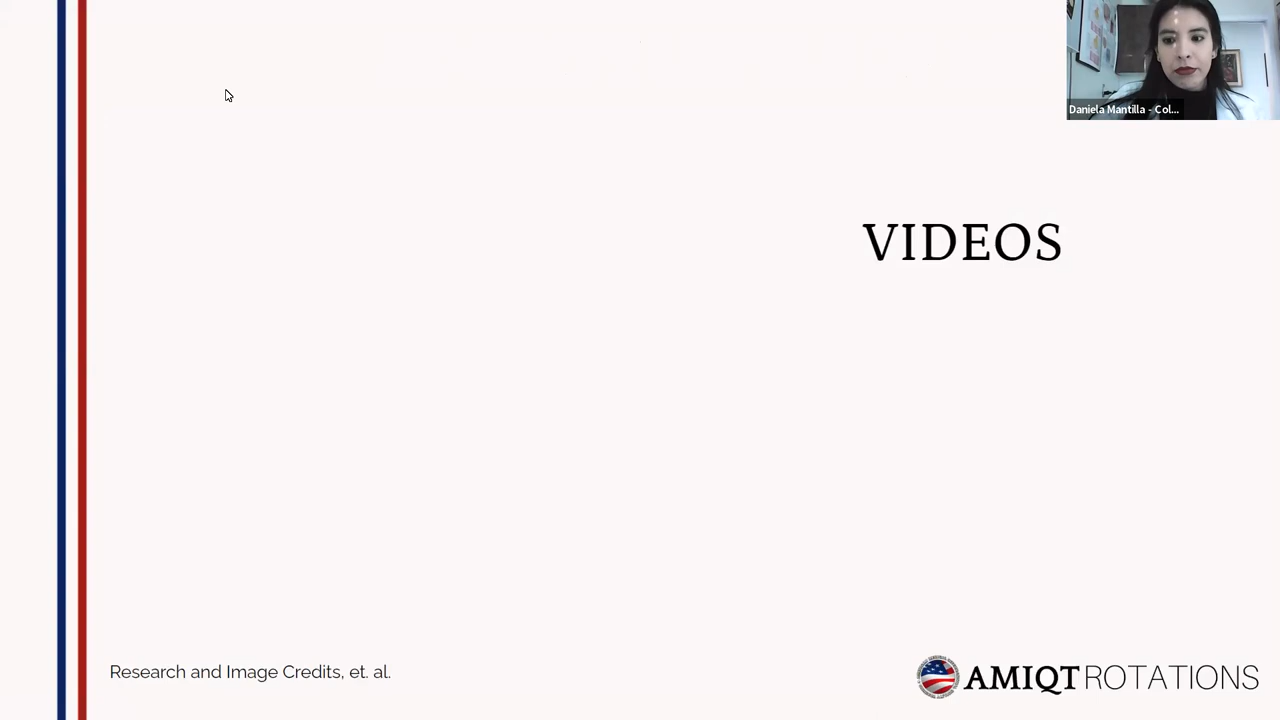 Daniela Mantilla - Col...
VIDEOS
Research and Image Credits, et. al.
AMIQT ROTATIONS